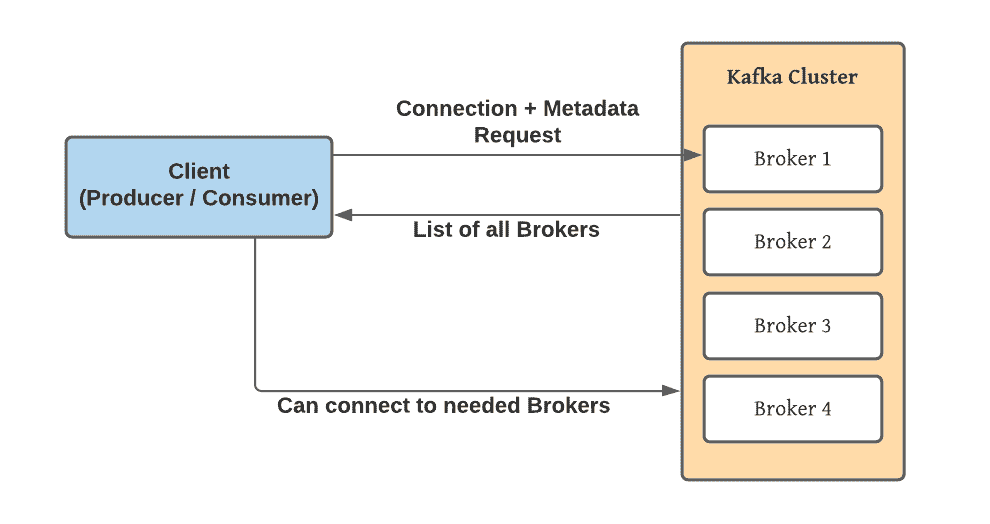 Kafka Cluster
Connection + Metadata
Request
Broker 1
Client
(Producer / Consumer)
List of all Brokers
Broker 2
Broker 3
Can connect to needed Brokers
Broker 4